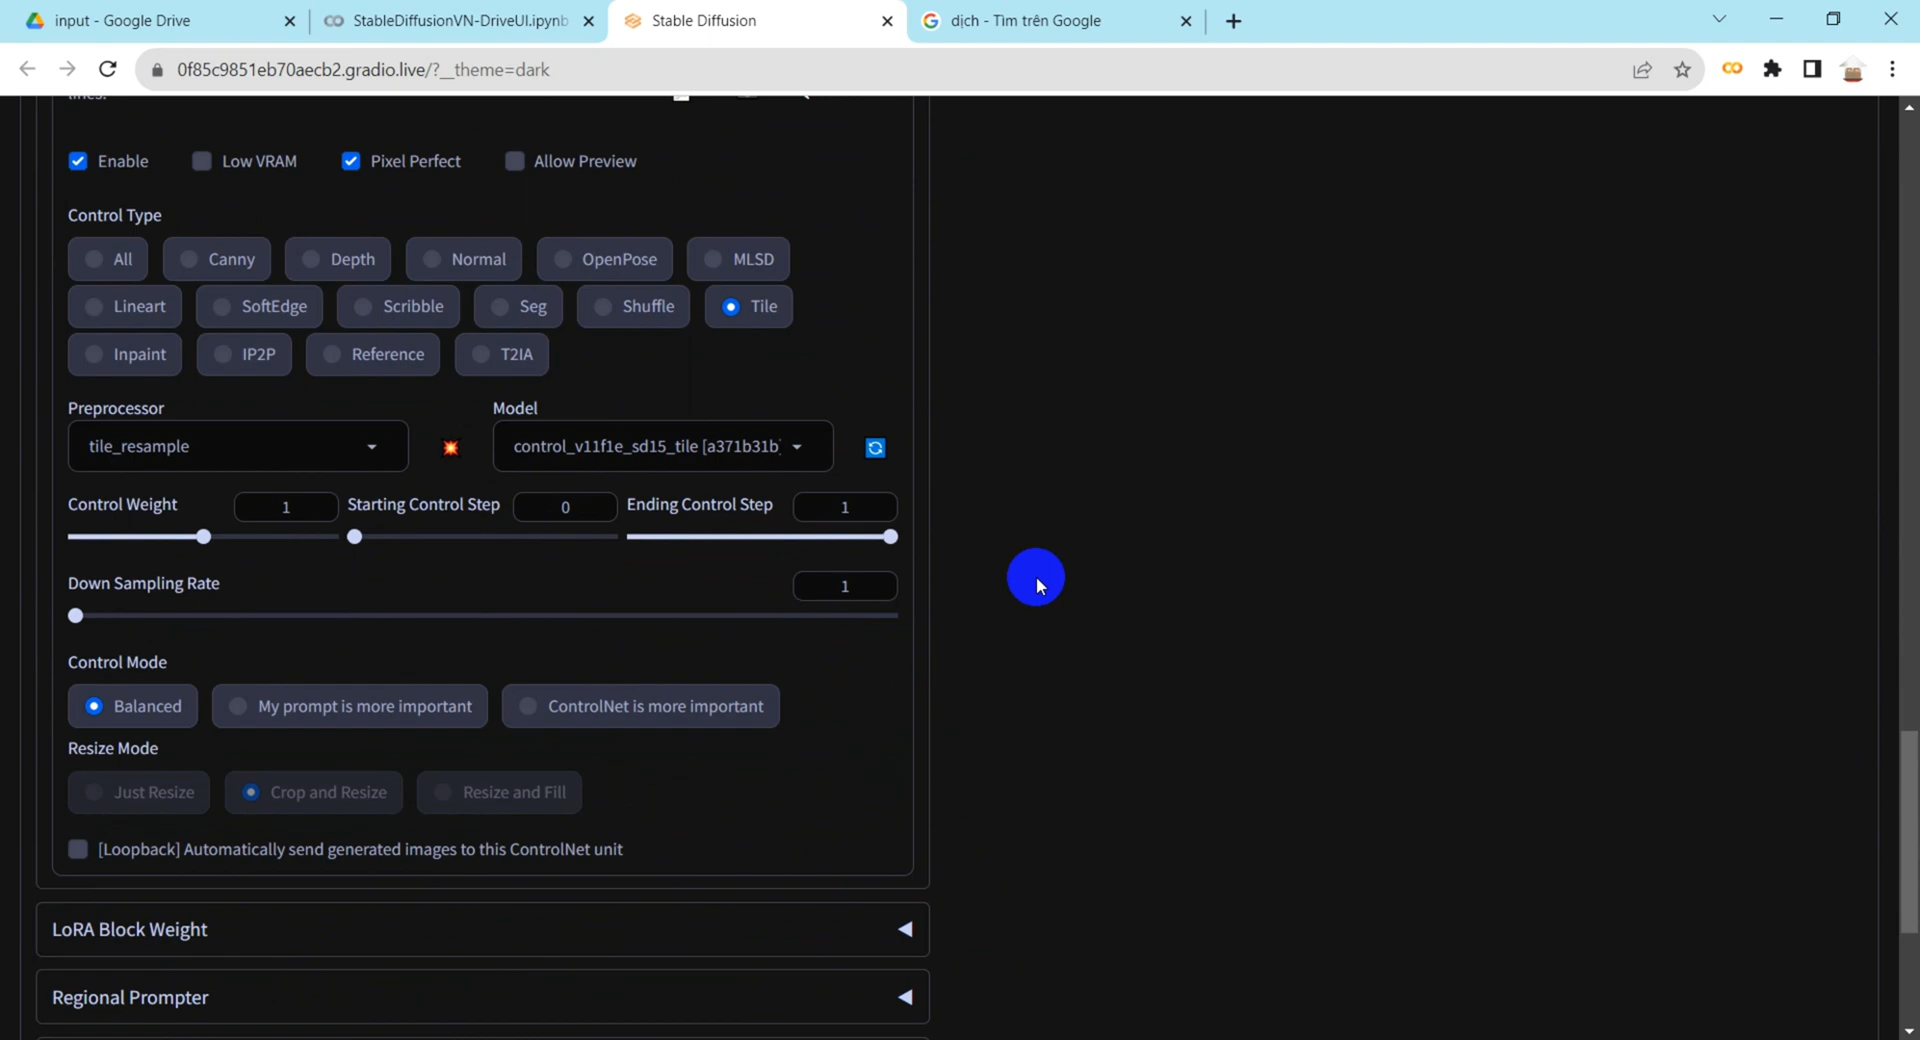 input - Google Drive
StableDiffusionVN-DriveUI.ipynb
Stable Diffusion
dịch - Tìm trên Google
0f85c9851eb70aecb2.gradio.live/?__theme=dark
lines.
Enable Low VRAM Pixel Perfect Allow Preview
Control Type
All Canny Depth Normal OpenPose MLSD
Lineart SoftEdge Scribble Seg Shuffle Tile
Inpaint IP2P Reference T2IA
Preprocessor Model
tile_resample control_v11f1e_sd15_tile [a371b31b]
Control Weight 1 Starting Control Step 0 Ending Control Step 1
Down Sampling Rate 1
Control Mode
Balanced My prompt is more important ControlNet is more important
Resize Mode
Just Resize Crop and Resize Resize and Fill
[Loopback] Automatically send generated images to this ControlNet unit
LoRA Block Weight
Regional Prompter